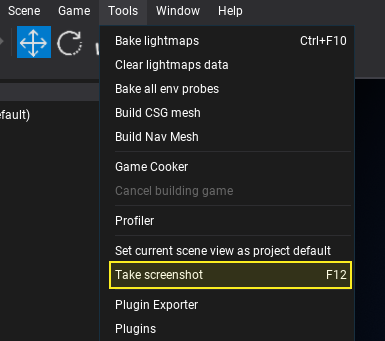 Scene Game Tools Window Help
Bake lightmaps Ctrl+F10
Clear lightmaps data
Bake all env probes
efault)
Build CSG mesh
Build Nav Mesh
Game Cooker
Cancel building game
Profiler
Set current scene view as project default
Take screenshot F12
Plugin Exporter
Plugins